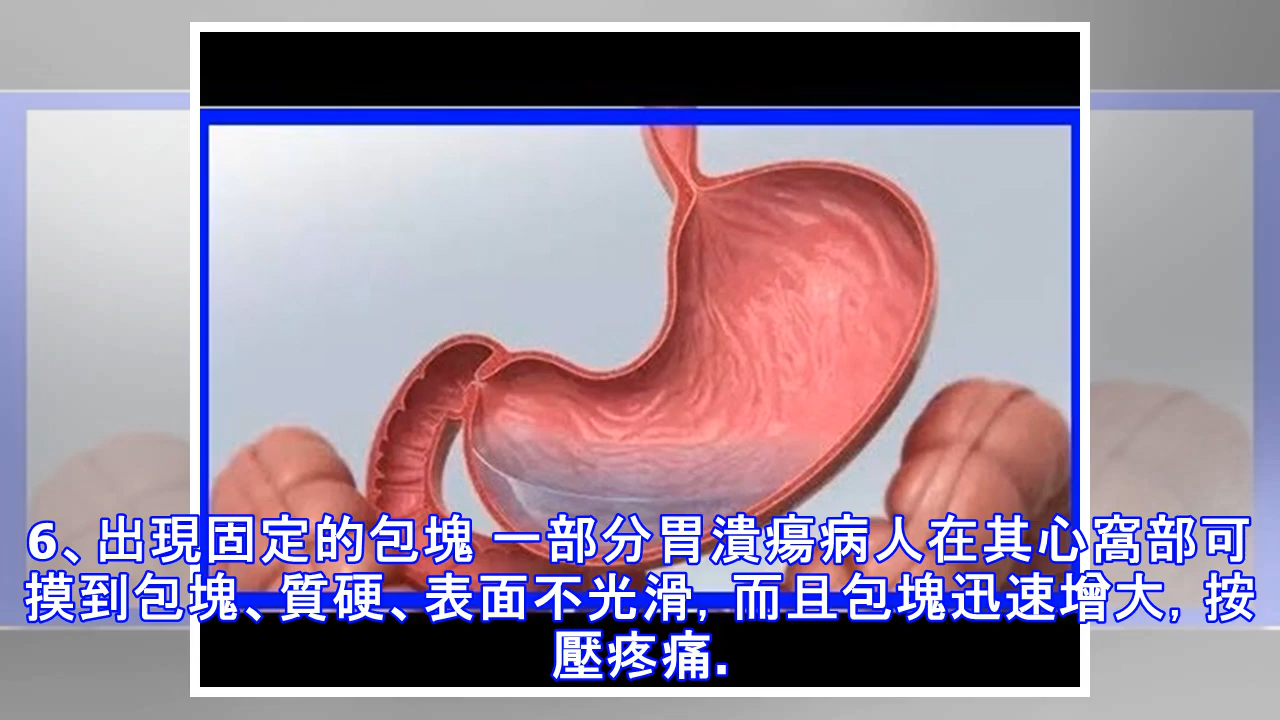 6、出現固定的包塊 一部分胃潰瘍病人在其心窩部可
摸到包塊、質硬、表面不光滑, 而且包塊迅速增大, 按
壓疼痛.